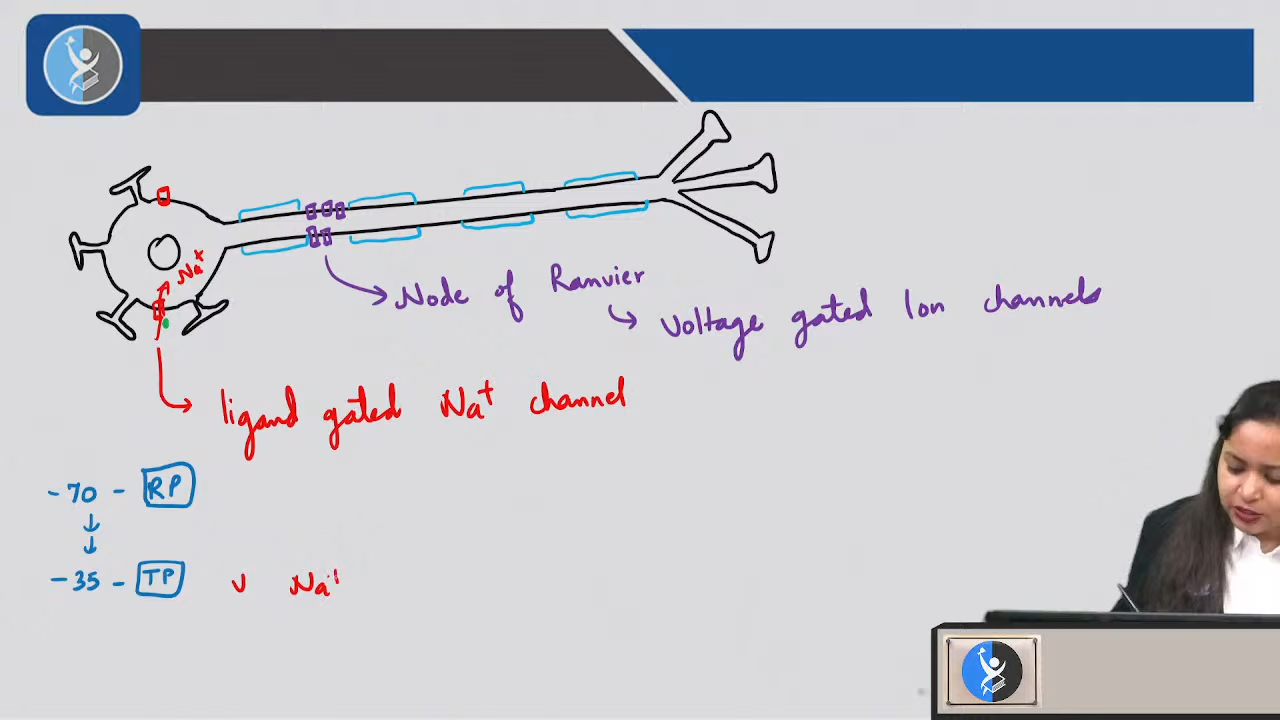 Na+
Node of Ranvier
Voltage gated Ion channels
ligand gated Na+ channel
-70 - RP
-35 - TP v Na+